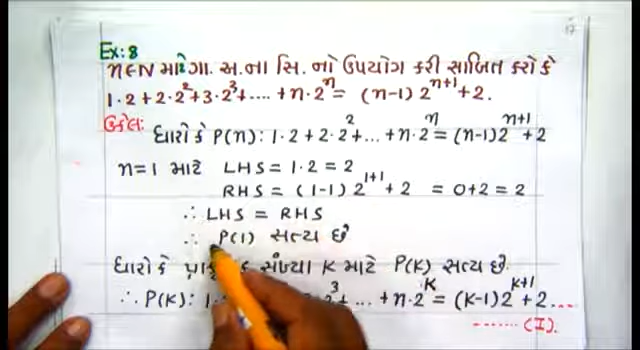 Ex:8
n∈N માટે ગા. અ. ના સિ. નો ઉપયોગ કરી સાબિત કરો કે
1·2 + 2·2² + 3·2³ + .... + n·2ⁿ = (n-1) 2ⁿ⁺¹ + 2.
ઉકેલ: ધારો કે P(n): 1·2 + 2·2² + ... + n·2ⁿ = (n-1) 2ⁿ⁺¹ + 2
n=1 માટે LHS = 1·2 = 2
RHS = (1-1) 2¹⁺¹ + 2 = 0+2 = 2
∴ LHS = RHS
∴ P(1) સત્ય છે
ધારો કે સંખ્યા K માટે P(K) સત્ય છે.
∴ P(K): 1· ³ + ... + n·2ᴷ = (K-1) 2ᴷ⁺¹ + 2 ...
....... (I).